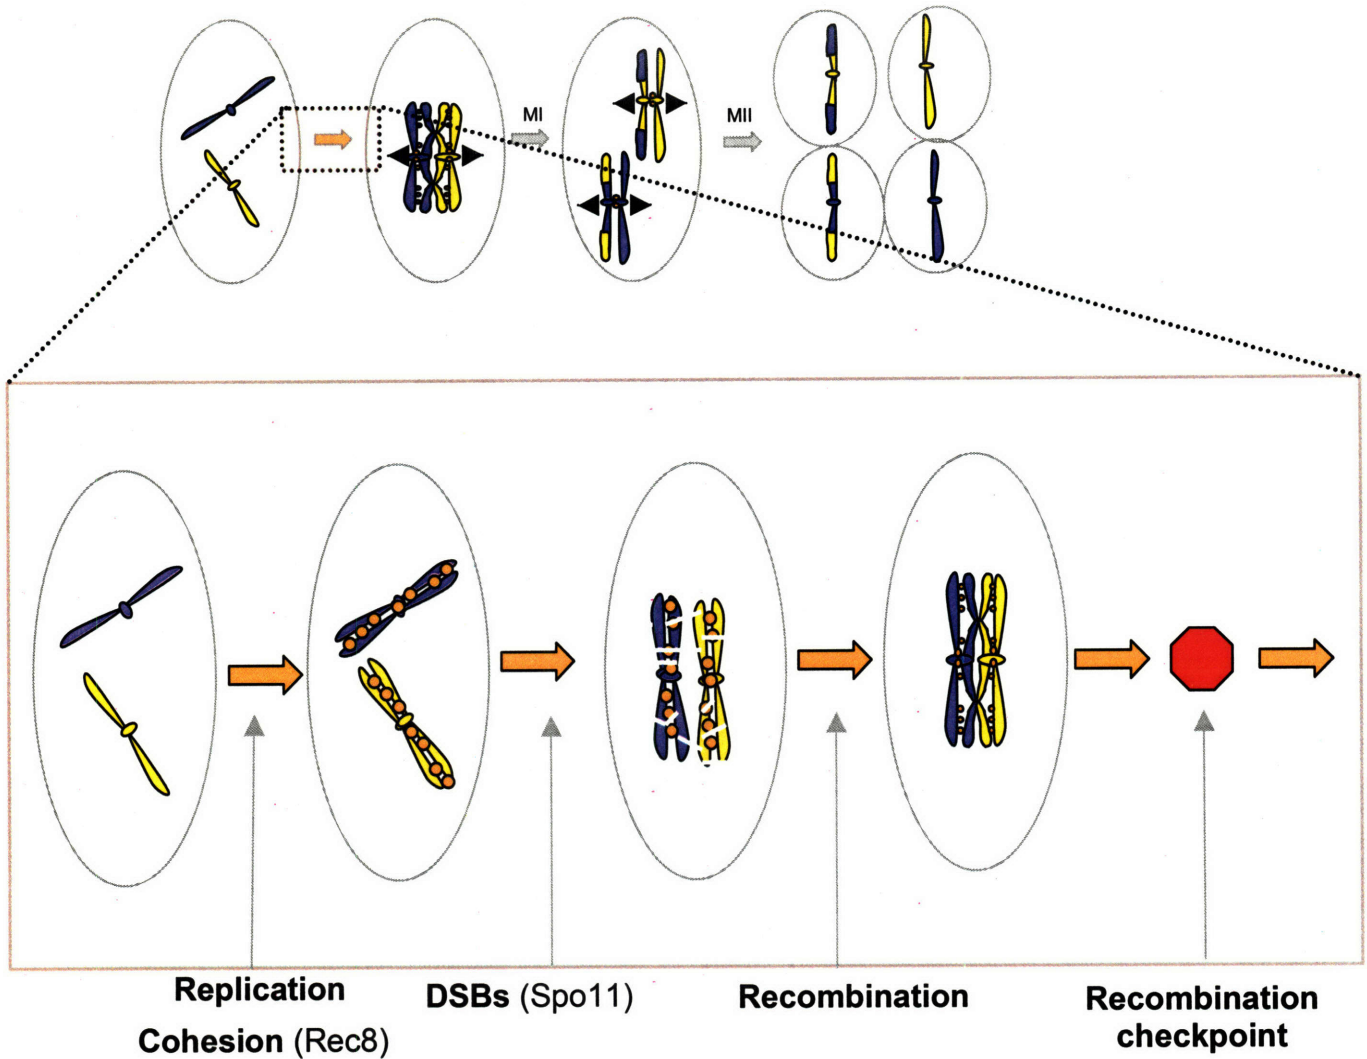 MI
MII
Replication
Cohesion (Rec8)
DSBs (Spo11)
Recombination
Recombination
checkpoint